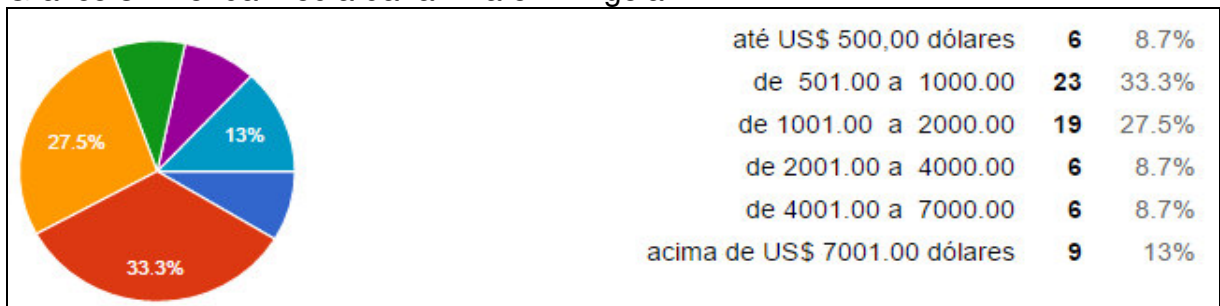 até US$ 500,00 dólares 6 8.7%
de 501.00 a 1000.00 23 33.3%
de 1001.00 a 2000.00 19 27.5%
de 2001.00 a 4000.00 6 8.7%
de 4001.00 a 7000.00 6 8.7%
acima de US$ 7001.00 dólares 9 13%
27.5%
13%
33.3%